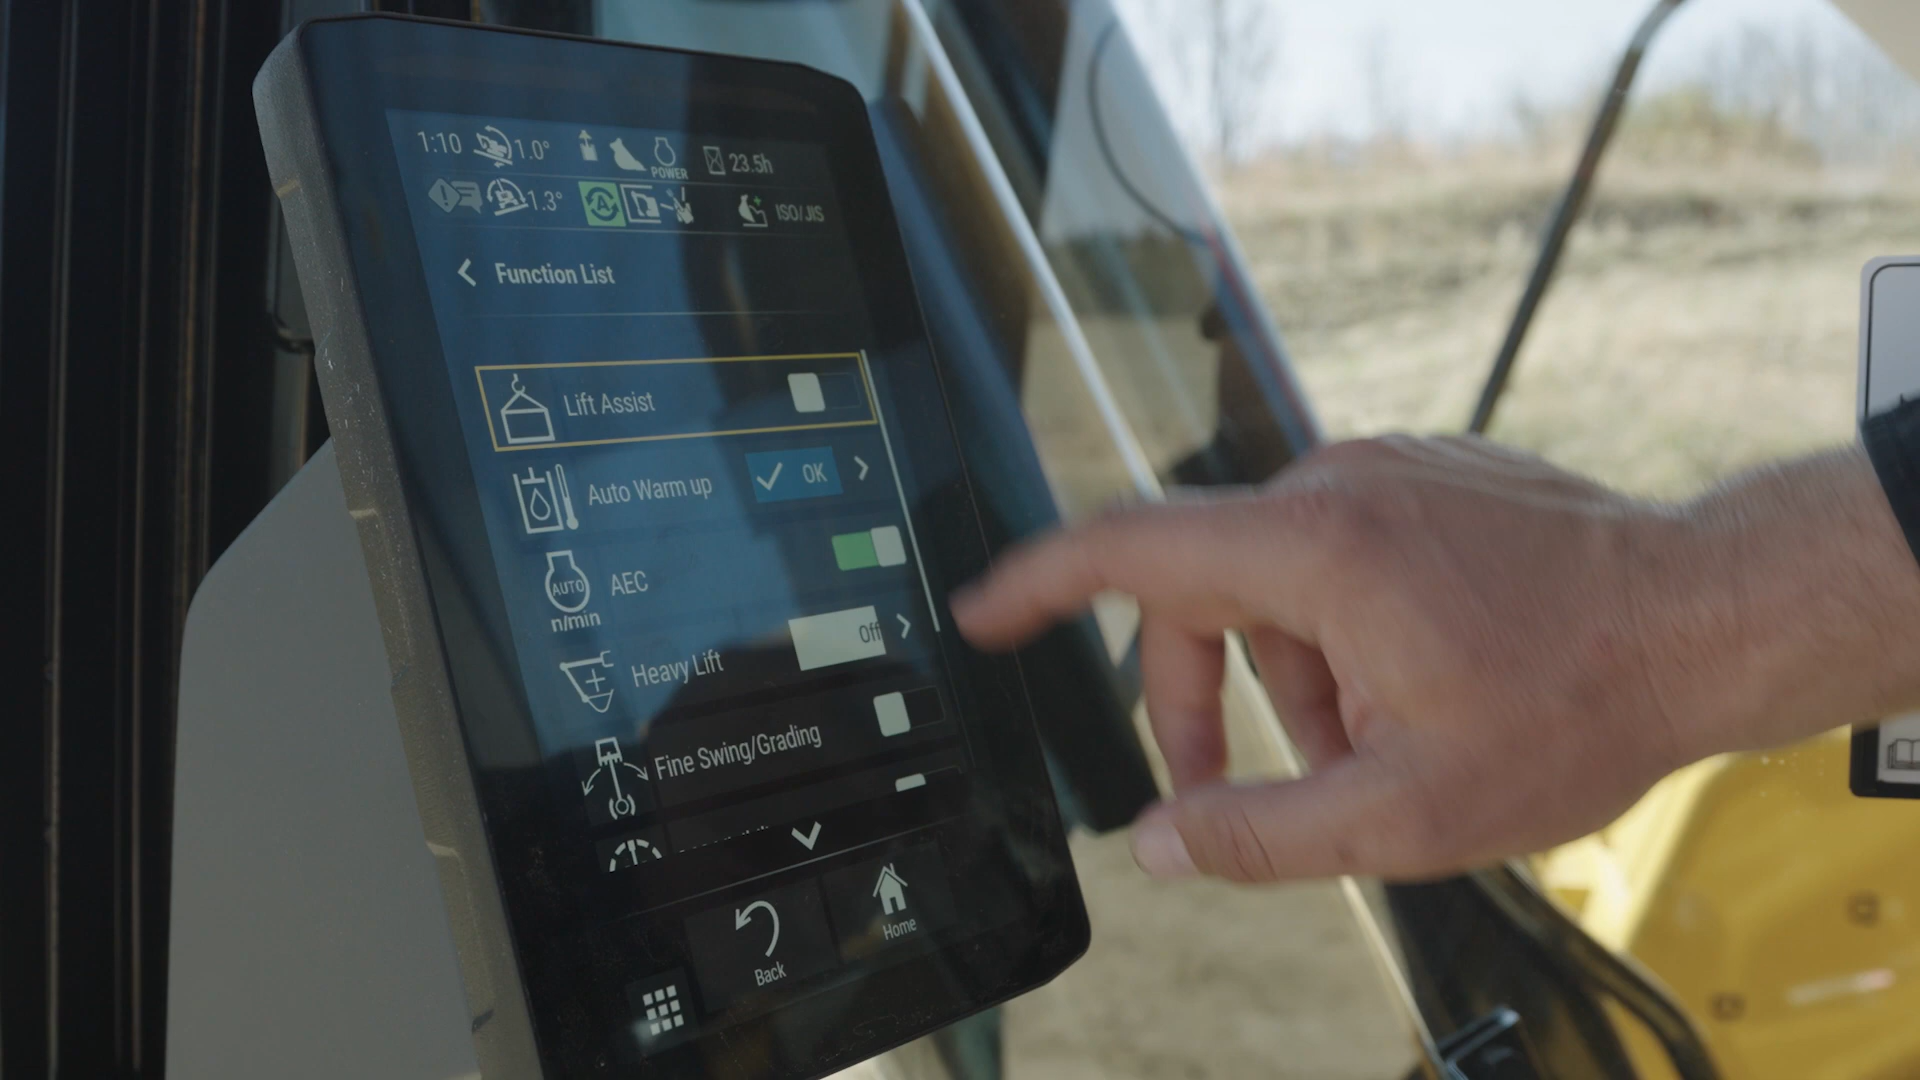 1:10 1.0° POWER 23.5h
1.3° A ISO/JIS
Function List
Lift Assist
Auto Warm up OK
AUTO n/min AEC
Heavy Lift Off
Fine Swing/Grading
Back
Home